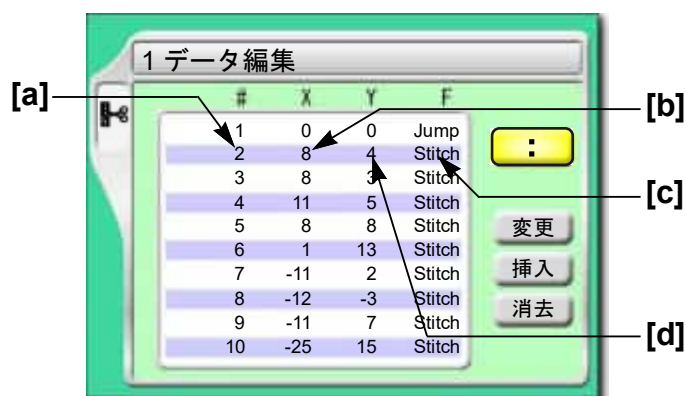 1 データ編集
[a]
# X Y F
[b]
1 0 0 Jump
:
2 8 4 Stitch
3 8 3 Stitch
[c]
4 11 5 Stitch
5 8 8 Stitch
変更
6 1 13 Stitch
7 -11 2 Stitch
挿入
8 -12 -3 Stitch
消去
9 -11 7 Stitch
[d]
10 -25 15 Stitch